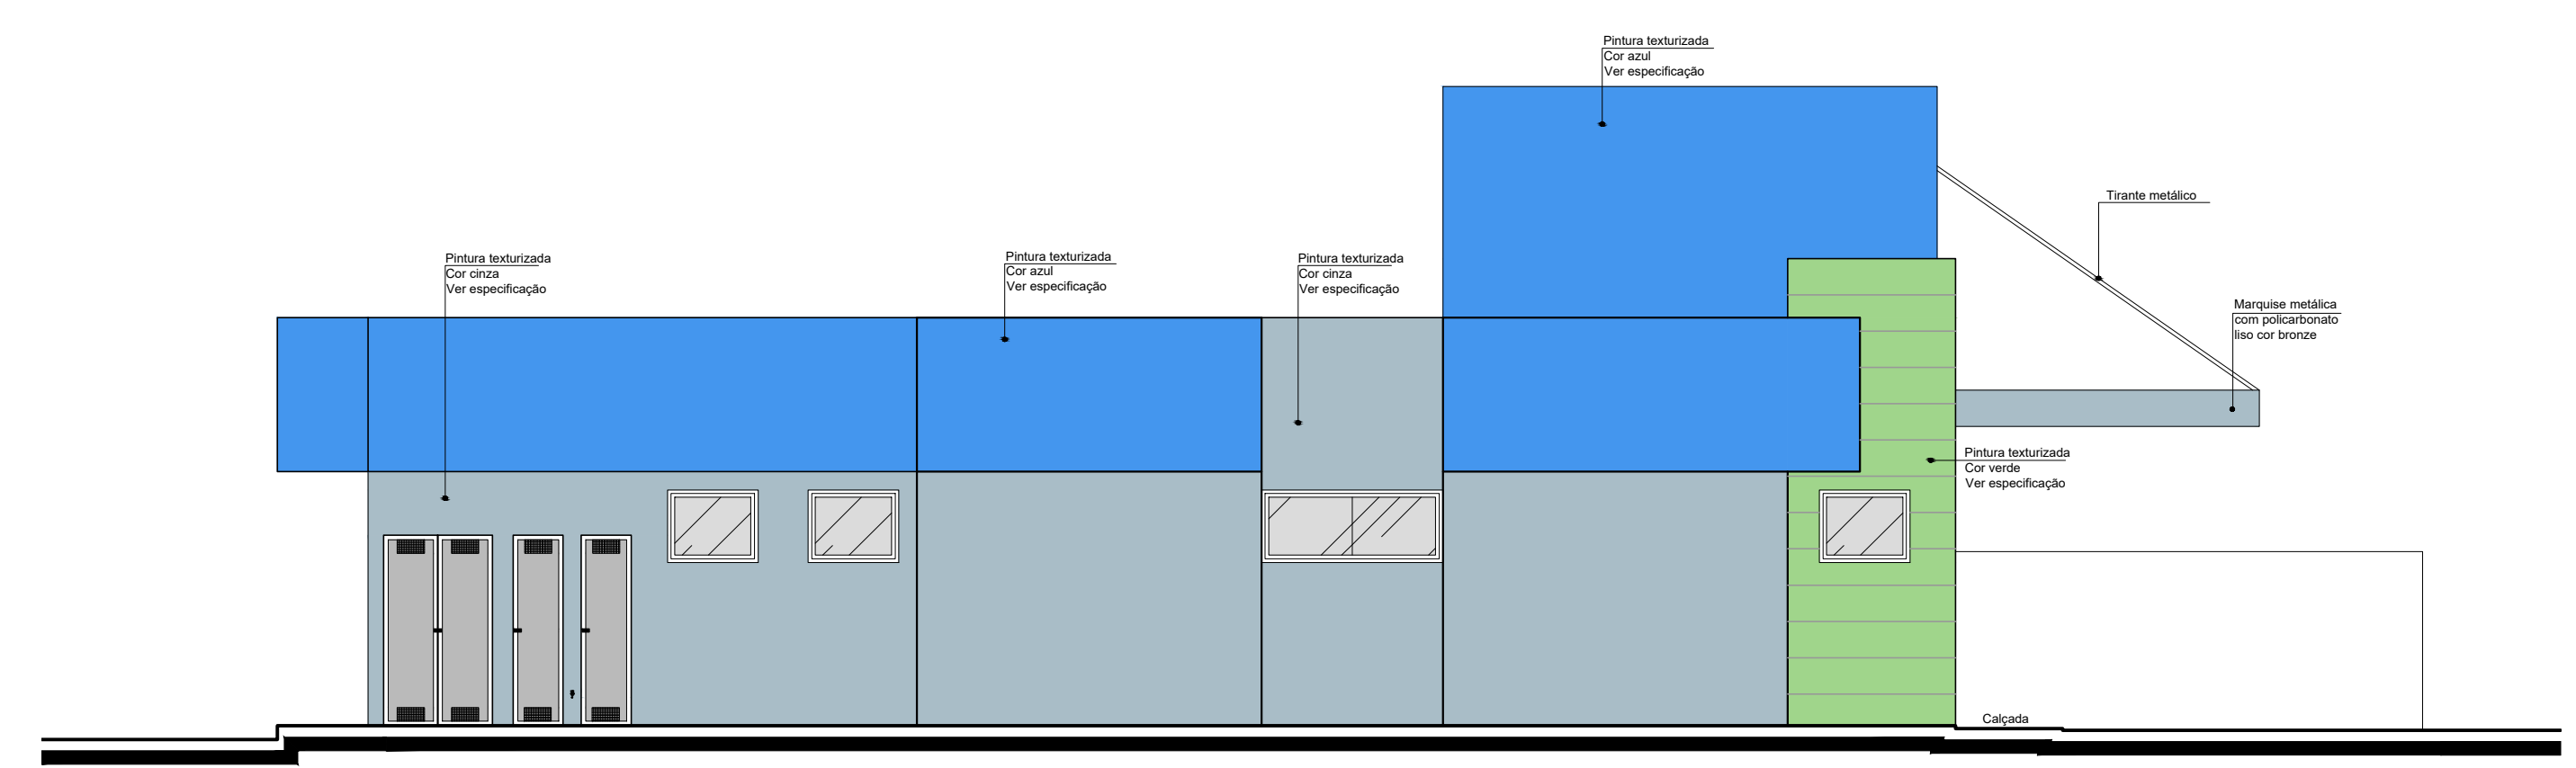 Pintura texturizada
Cor azul
Ver especificação
Tirante metálico
Pintura texturizada
Cor cinza
Ver especificação
Pintura texturizada
Cor azul
Ver especificação
Pintura texturizada
Cor cinza
Ver especificação
Marquise metálica
com policarbonato
liso cor bronze
Pintura texturizada
Cor verde
Ver especificação
Calçada